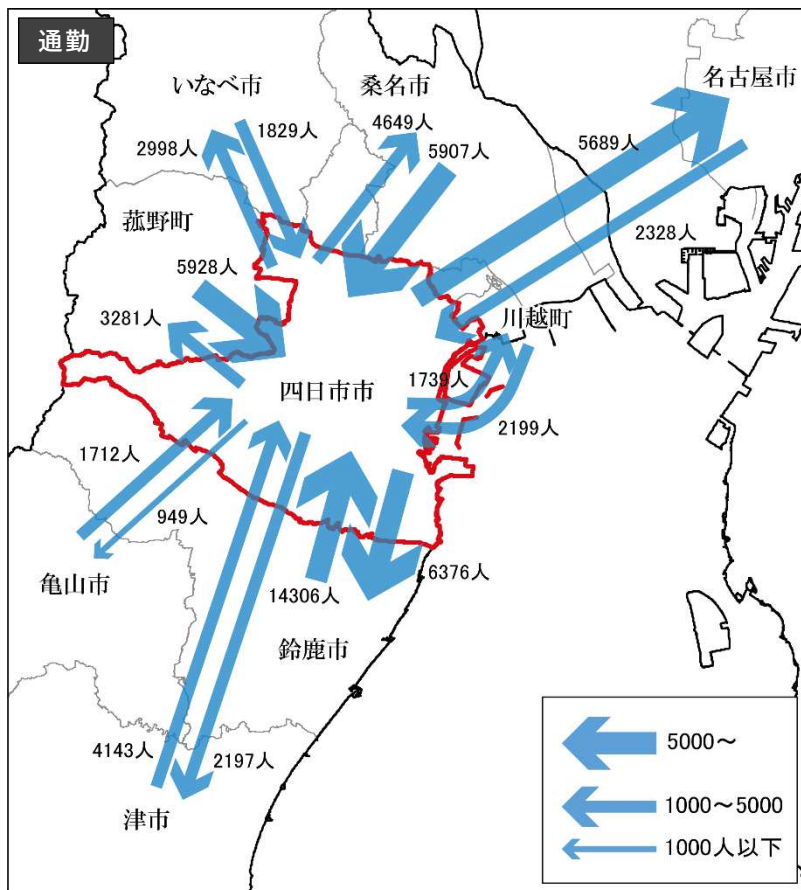 通勤
いなべ市
桑名市
名古屋市
2998人
1829人
4649人
5907人
5689人
2328人
菰野町
5928人
3281人
川越町
四日市市
1739人
2199人
1712人
949人
亀山市
14306人
6376人
鈴鹿市
4143人
2197人
津市
5000～
1000～5000
1000人以下